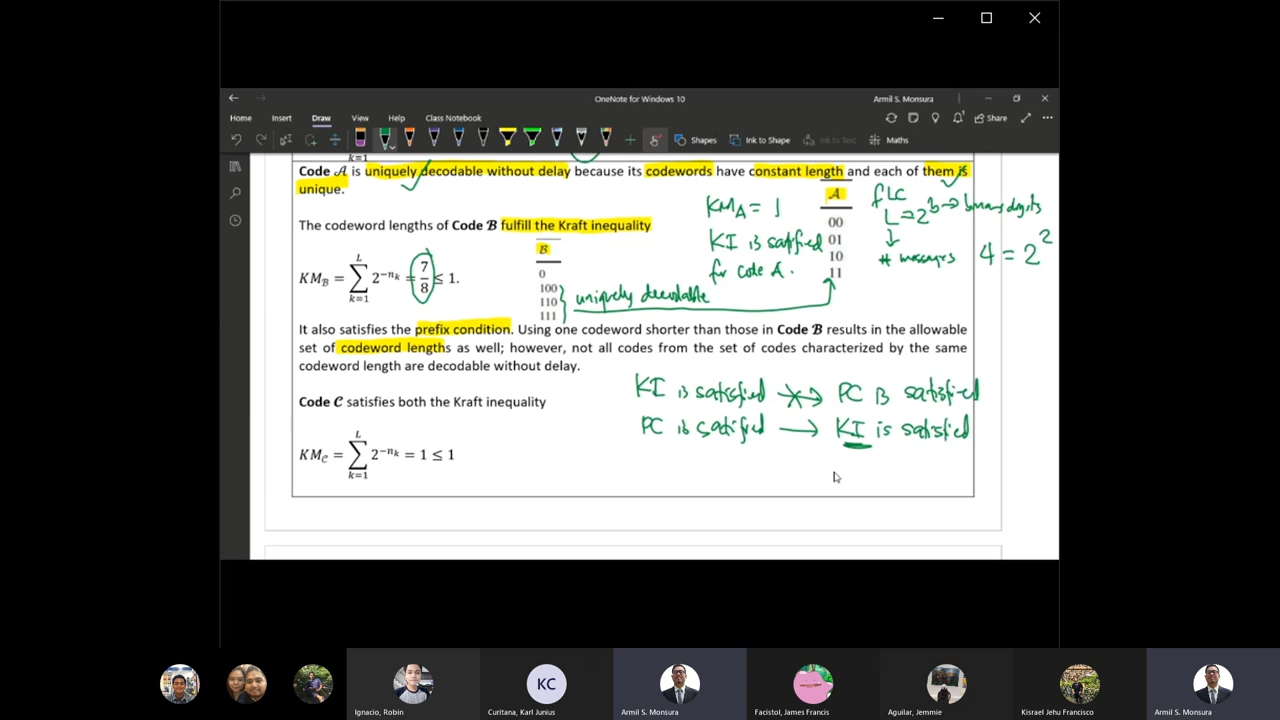 OneNote for Windows 10
Armil S. Monsura
Home Insert Draw View Help Class Notebook
Share
Shapes
Ink to Shape
Ink to Text
Maths
k=1
Code A is uniquely decodable without delay because its codewords have constant length and each of them is
unique.
A
00
01
10
11
FLC
L = 2^b → binary digits
↓
# messages
4 = 2^2
KM_A = 1
KI is satisfied
for code A.
The codeword lengths of Code B fulfill the Kraft inequality
B
0
100
110
111
uniquely decodable
KM_B = ∑ 2^{-n_k} = 7/8 ≤ 1.
L
k=1
It also satisfies the prefix condition. Using one codeword shorter than those in Code B results in the allowable
set of codeword lengths as well; however, not all codes from the set of codes characterized by the same
codeword length are decodable without delay.
KI is satisfied → PC is satisfied
PC is satified → KI is satisfied
Code C satisfies both the Kraft inequality
KM_C = ∑ 2^{-n_k} = 1 ≤ 1
L
k=1
Ignacio, Robin
KC
Curitana, Karl Junius
Armil S. Monsura
Facistol, James Francis
Aguilar, Jemmie
Kisrael Jehu Francisco
Armil S. Monsura